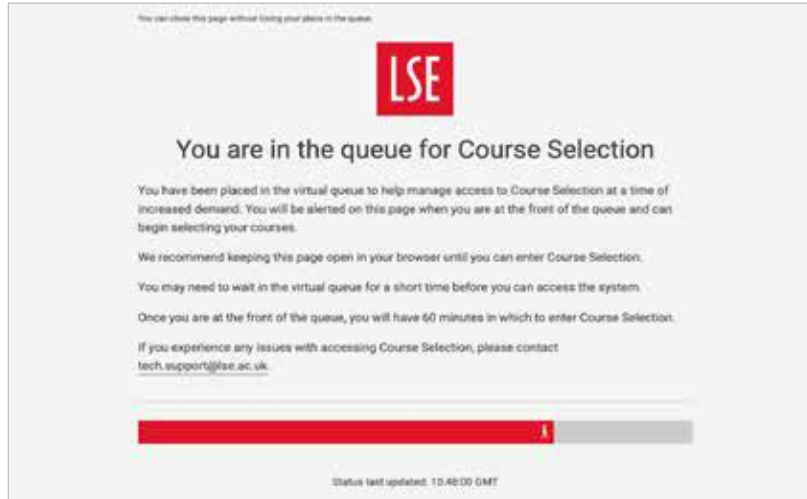 You can close this page without losing your place in the queue.
LSE
You are in the queue for Course Selection
You have been placed in the virtual queue to help manage access to Course Selection at a time of
increased demand. You will be alerted on this page when you are at the front of the queue and can
begin selecting your courses.
We recommend keeping this page open in your browser until you can enter Course Selection.
You may need to wait in the virtual queue for a short time before you can access the system
Once you are at the front of the queue, you will have 60 minutes in which to enter Course Selection.
If you experience any issues with accessing Course Selection, please contact
tech.support@lse.ac.uk
Status last updated: 10:48:00 GMT